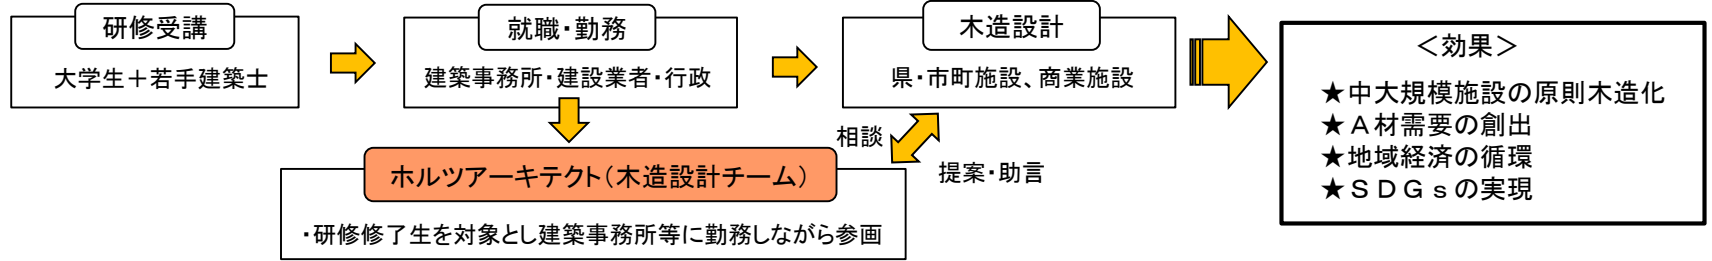 研修受講
大学生＋若手建築士
就職・勤務
建築事務所・建設業者・行政
木造設計
県・市町施設、商業施設
相談
提案・助言
ホルツアーキテクト（木造設計チーム）
・研修修了生を対象とし建築事務所等に勤務しながら参画
＜効果＞
★中大規模施設の原則木造化
★Ａ材需要の創出
★地域経済の循環
★ＳＤＧｓの実現